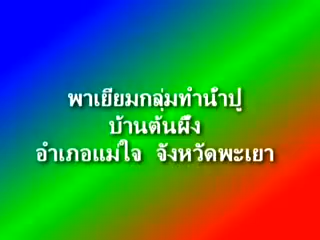 พาเยี่ยมกลุ่มทำน้ำปู
บ้านต้นผึ้ง
อำเภอแม่ใจ จังหวัดพะเยา